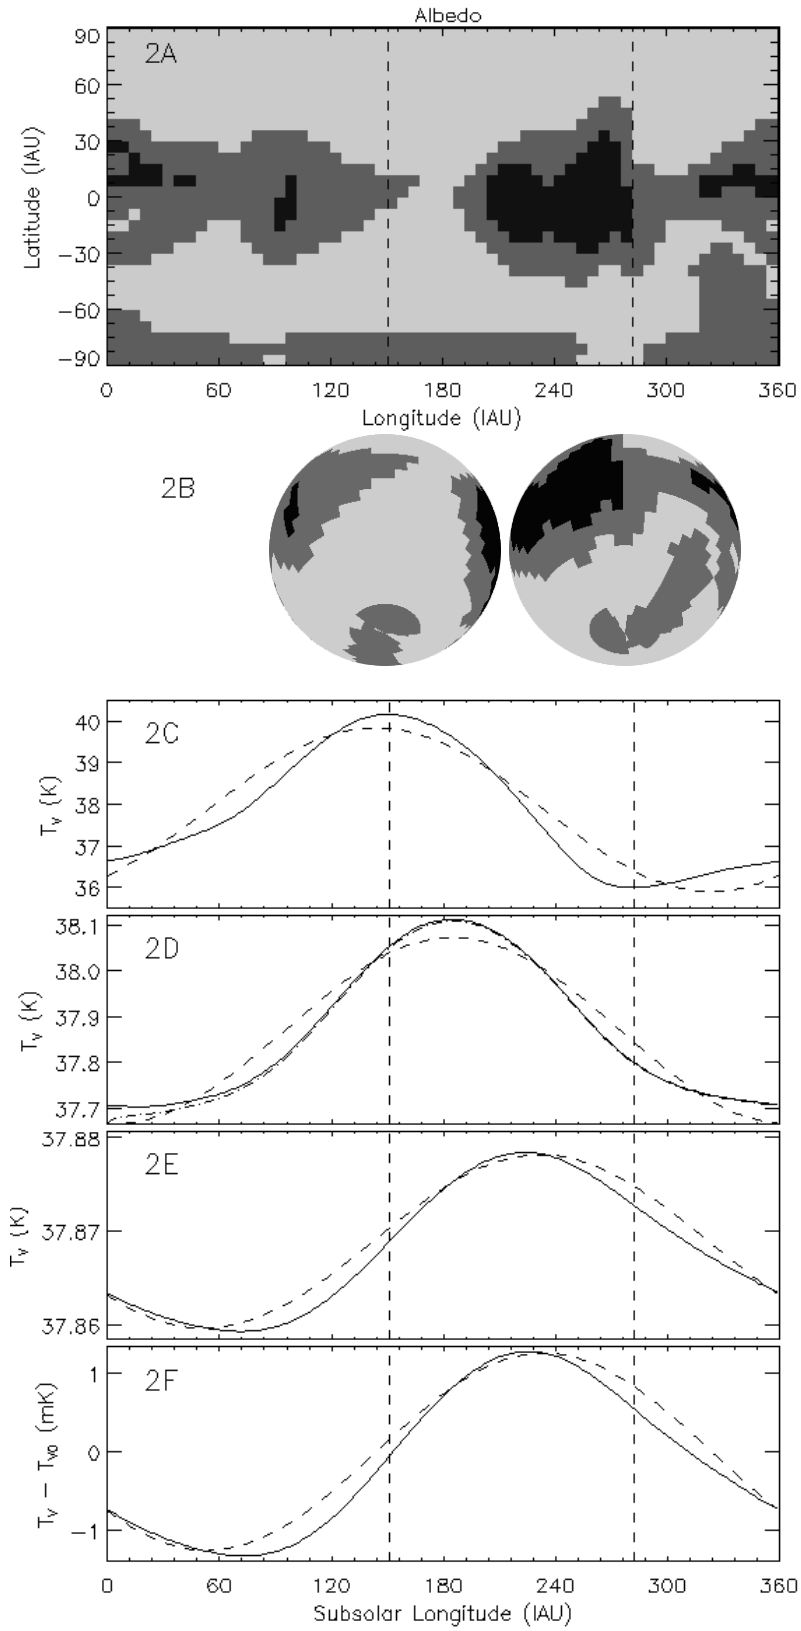 Albedo
2A
90
60
30
0
−30
−60
−90
Latitude (IAU)
0 60 120 180 240 300 360
Longitude (IAU)
2B
2C
40
39
38
37
36
T_v (K)
2D
38.1
38.0
37.9
37.8
37.7
T_v (K)
2E
37.88
37.87
37.86
T_v (K)
2F
1
0
−1
T_v − T_v0 (mK)
0 60 120 180 240 300 360
Subsolar Longitude (IAU)